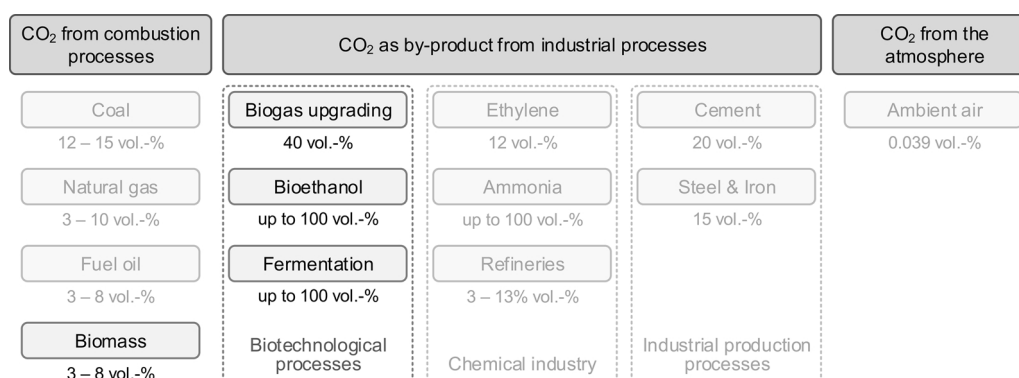 CO₂ from combustion
processes
Coal
12 – 15 vol.-%
Natural gas
3 – 10 vol.-%
Fuel oil
3 – 8 vol.-%
Biomass
3 – 8 vol.-%
CO₂ as by-product from industrial processes
Biogas upgrading
40 vol.-%
Bioethanol
up to 100 vol.-%
Fermentation
up to 100 vol.-%
Biotechnological
processes
Ethylene
12 vol.-%
Ammonia
up to 100 vol.-%
Refineries
3 – 13% vol.-%
Chemical industry
Cement
20 vol.-%
Steel & Iron
15 vol.-%
Industrial production
processes
CO₂ from the
atmosphere
Ambient air
0.039 vol.-%